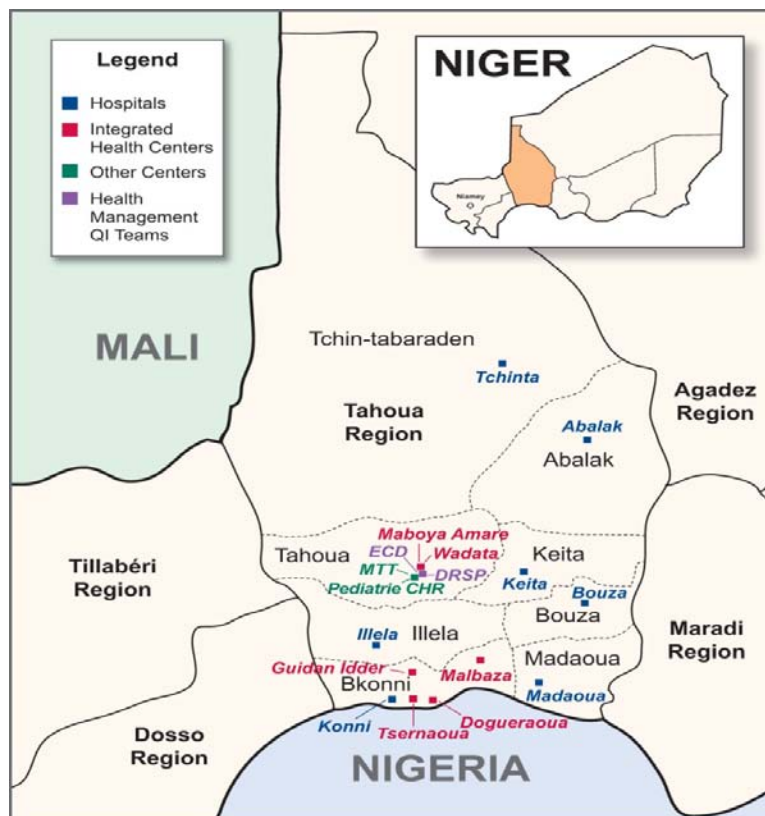 Legend
Hospitals
Integrated
Health Centers
Other Centers
Health
Management
QI Teams
NIGER
Niamey
MALI
Tchin-tabaraden
Tchinta
Tahoua
Region
Agadez
Region
Abalak
Abalak
Maboya Amare
Tahoua
ECD
Wadata
Keita
MTT
DRSP
Keita
Pediatrie CHR
Tillabéri
Region
Bouza
Bouza
Illela
Illela
Maradi
Region
Guidan Idder
Malbaza
Madaoua
Bkonni
Madaoua
Konni
Tsernaoua
Dogueraoua
Dosso
Region
NIGERIA